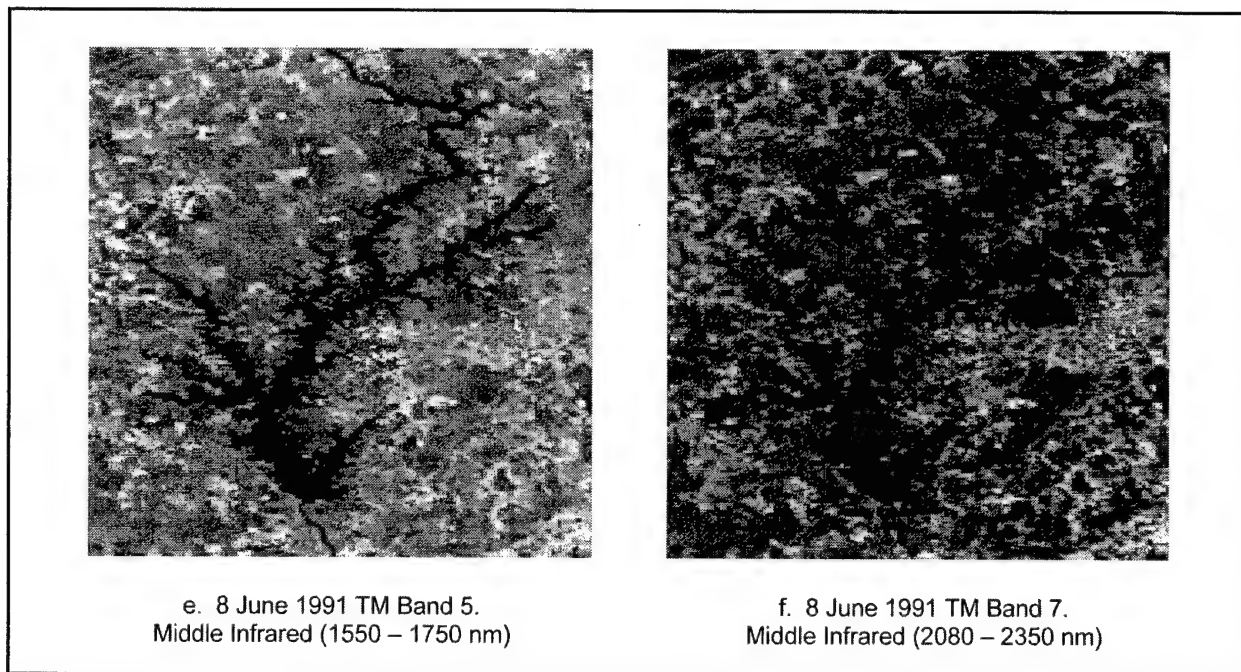 e. 8 June 1991 TM Band 5.
Middle Infrared (1550 – 1750 nm)
f. 8 June 1991 TM Band 7.
Middle Infrared (2080 – 2350 nm)